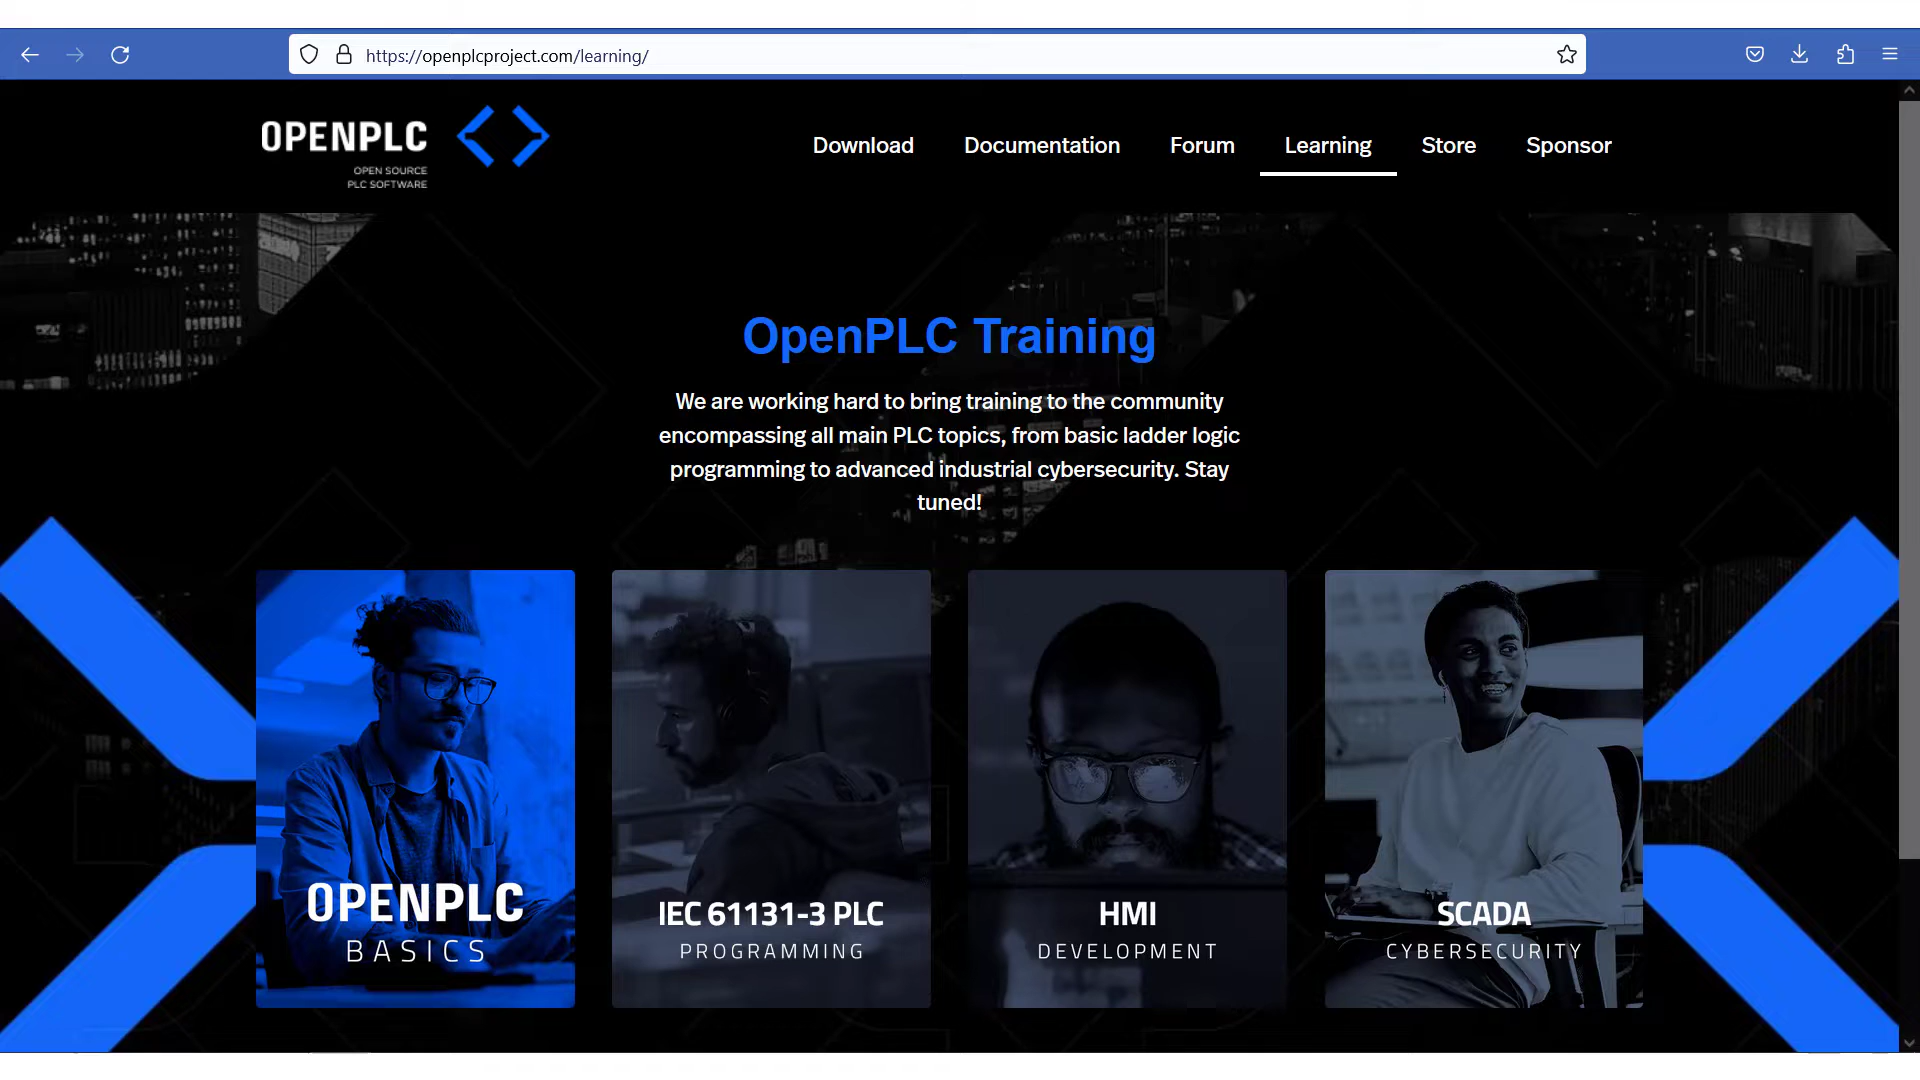 https://openplcproject.com/learning/
OPENPLC
OPEN SOURCE
PLC SOFTWARE
Download Documentation Forum Learning Store Sponsor
OpenPLC Training
We are working hard to bring training to the community
encompassing all main PLC topics, from basic ladder logic
programming to advanced industrial cybersecurity. Stay
tuned!
OPENPLC
BASICS
IEC 61131-3 PLC
PROGRAMMING
HMI
DEVELOPMENT
SCADA
CYBERSECURITY